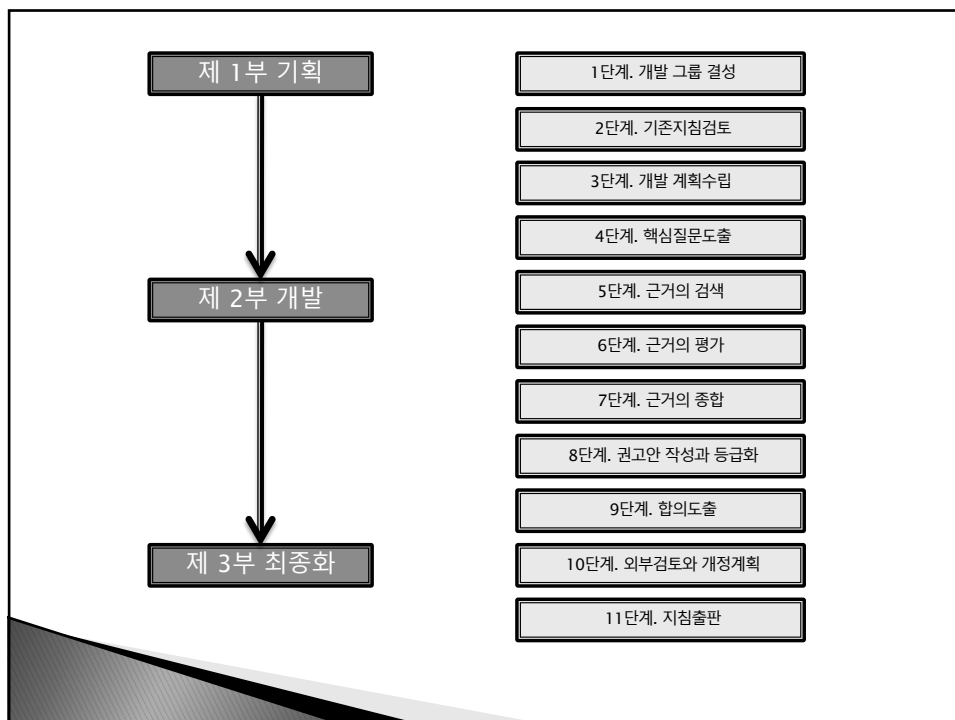 제 1부 기획
제 2부 개발
제 3부 최종화
1단계. 개발 그룹 결성
2단계. 기존지침검토
3단계. 개발 계획수립
4단계. 핵심질문도출
5단계. 근거의 검색
6단계. 근거의 평가
7단계. 근거의 종합
8단계. 권고안 작성과 등급화
9단계. 합의도출
10단계. 외부검토와 개정계획
11단계. 지침출판